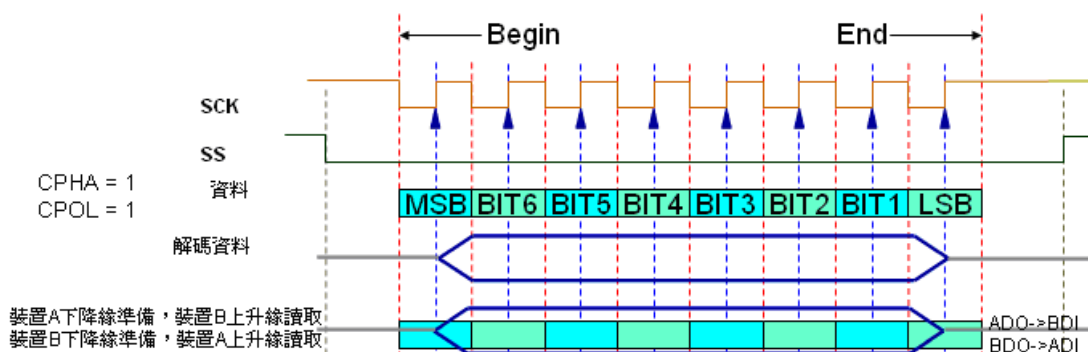 Begin End
SCK
SS
CPHA = 1
CPOL = 1
資料
MSB BIT6 BIT5 BIT4 BIT3 BIT2 BIT1 LSB
解碼資料
裝置A下降緣準備，裝置B上升緣讀取
裝置B下降緣準備，裝置A上升緣讀取
ADO->BDI
BDO->ADI